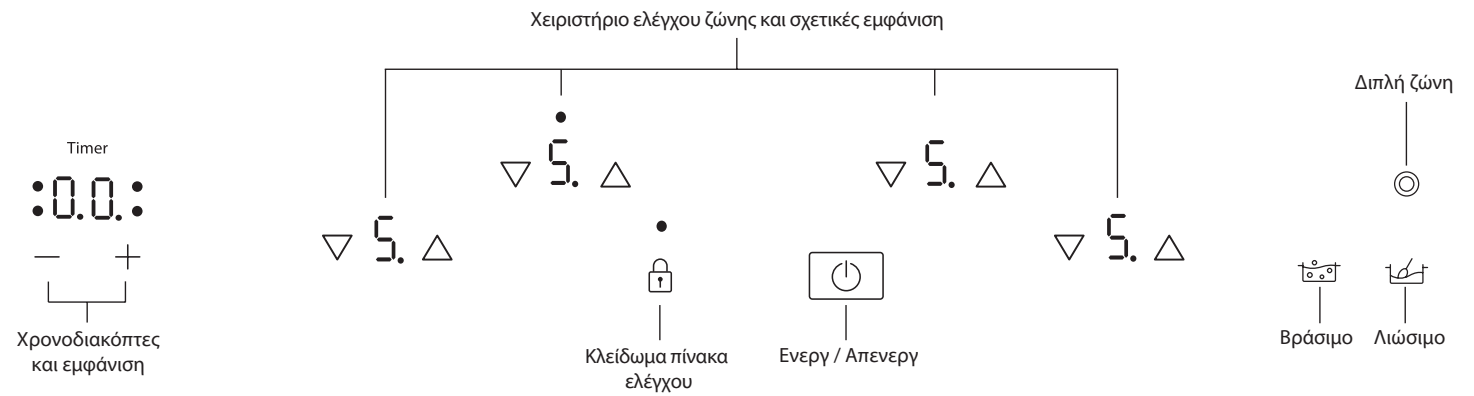 Χειριστήριο ελέγχου ζώνης και σχετικές εμφάνιση
Διπλή ζώνη
Timer
0.0.
5.
5.
5.
5.
Χρονοδιακόπτες
και εμφάνιση
Κλείδωμα πίνακα
ελέγχου
Ενεργ / Απενεργ
Βράσιμο
Λιώσιμο